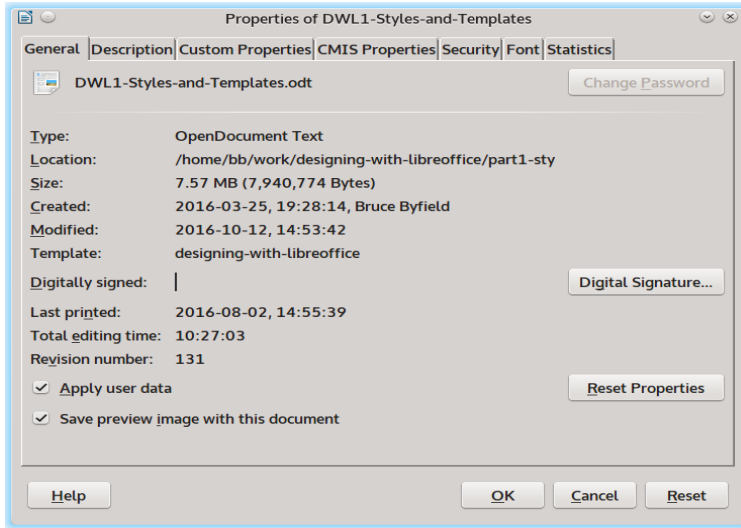 Properties of DWL1-Styles-and-Templates
General Description Custom Properties CMIS Properties Security Font Statistics
DWL1-Styles-and-Templates.odt Change Password
Type: OpenDocument Text
Location: /home/bb/work/designing-with-libreoffice/part1-sty
Size: 7.57 MB (7,940,774 Bytes)
Created: 2016-03-25, 19:28:14, Bruce Byfield
Modified: 2016-10-12, 14:53:42
Template: designing-with-libreoffice
Digitally signed: Digital Signature...
Last printed: 2016-08-02, 14:55:39
Total editing time: 10:27:03
Revision number: 131
Apply user data Reset Properties
Save preview image with this document
Help OK Cancel Reset